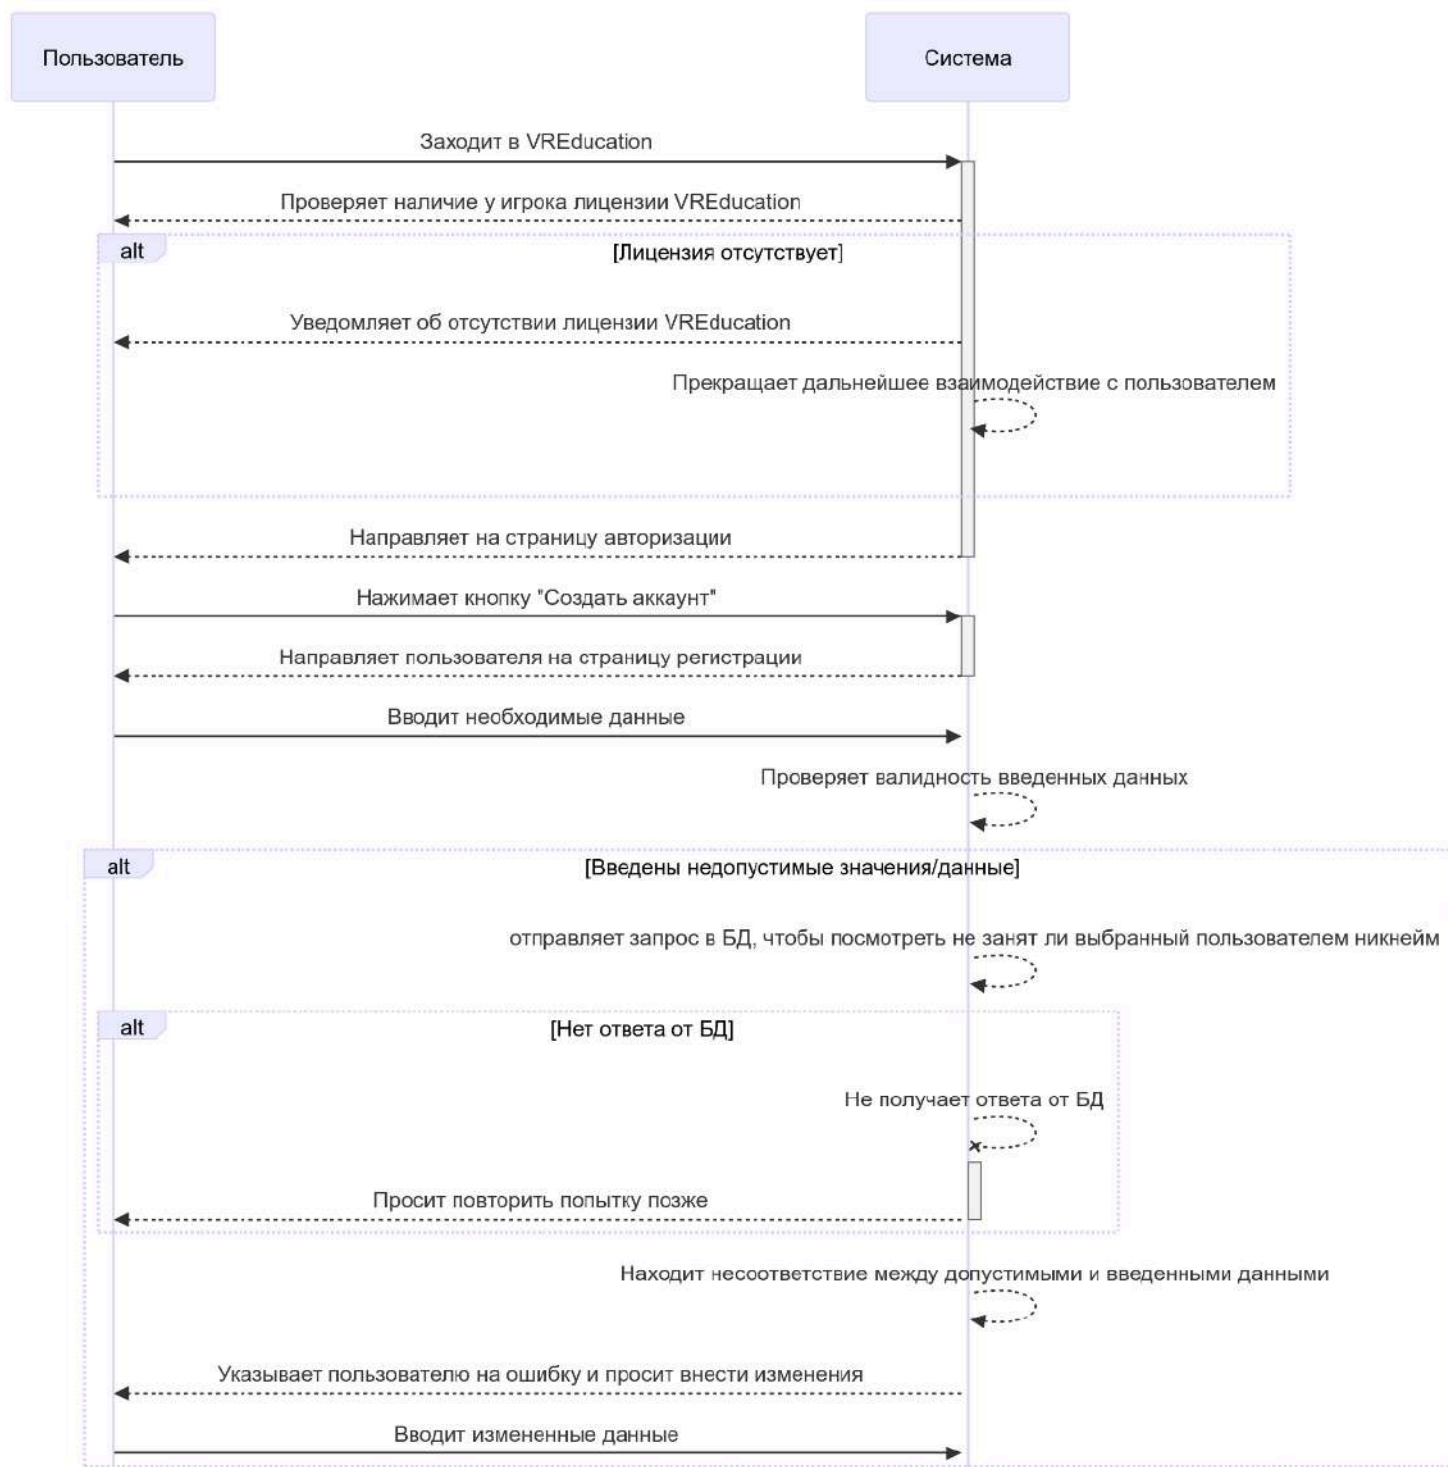 Пользователь
Система
Заходит в VREducation
Проверяет наличие у игрока лицензии VREducation
alt
[Лицензия отсутствует]
Уведомляет об отсутствии лицензии VREducation
Прекращает дальнейшее взаимодействие с пользователем
Направляет на страницу авторизации
Нажимает кнопку "Создать аккаунт"
Направляет пользователя на страницу регистрации
Вводит необходимые данные
Проверяет валидность введенных данных
alt
[Введены недопустимые значения/данные]
отправляет запрос в БД, чтобы посмотреть не занят ли выбранный пользователем никнейм
alt
[Нет ответа от БД]
Не получает ответа от БД
Просит повторить попытку позже
Находит несоответствие между допустимыми и введенными данными
Указывает пользователю на ошибку и просит внести изменения
Вводит измененные данные